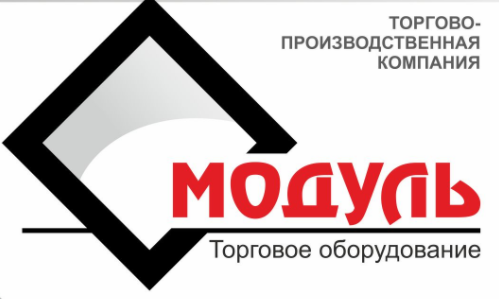 ТОРГОВО-
ПРОИЗВОДСТВЕННАЯ
КОМПАНИЯ
МОДУЛЬ
Торговое оборудование